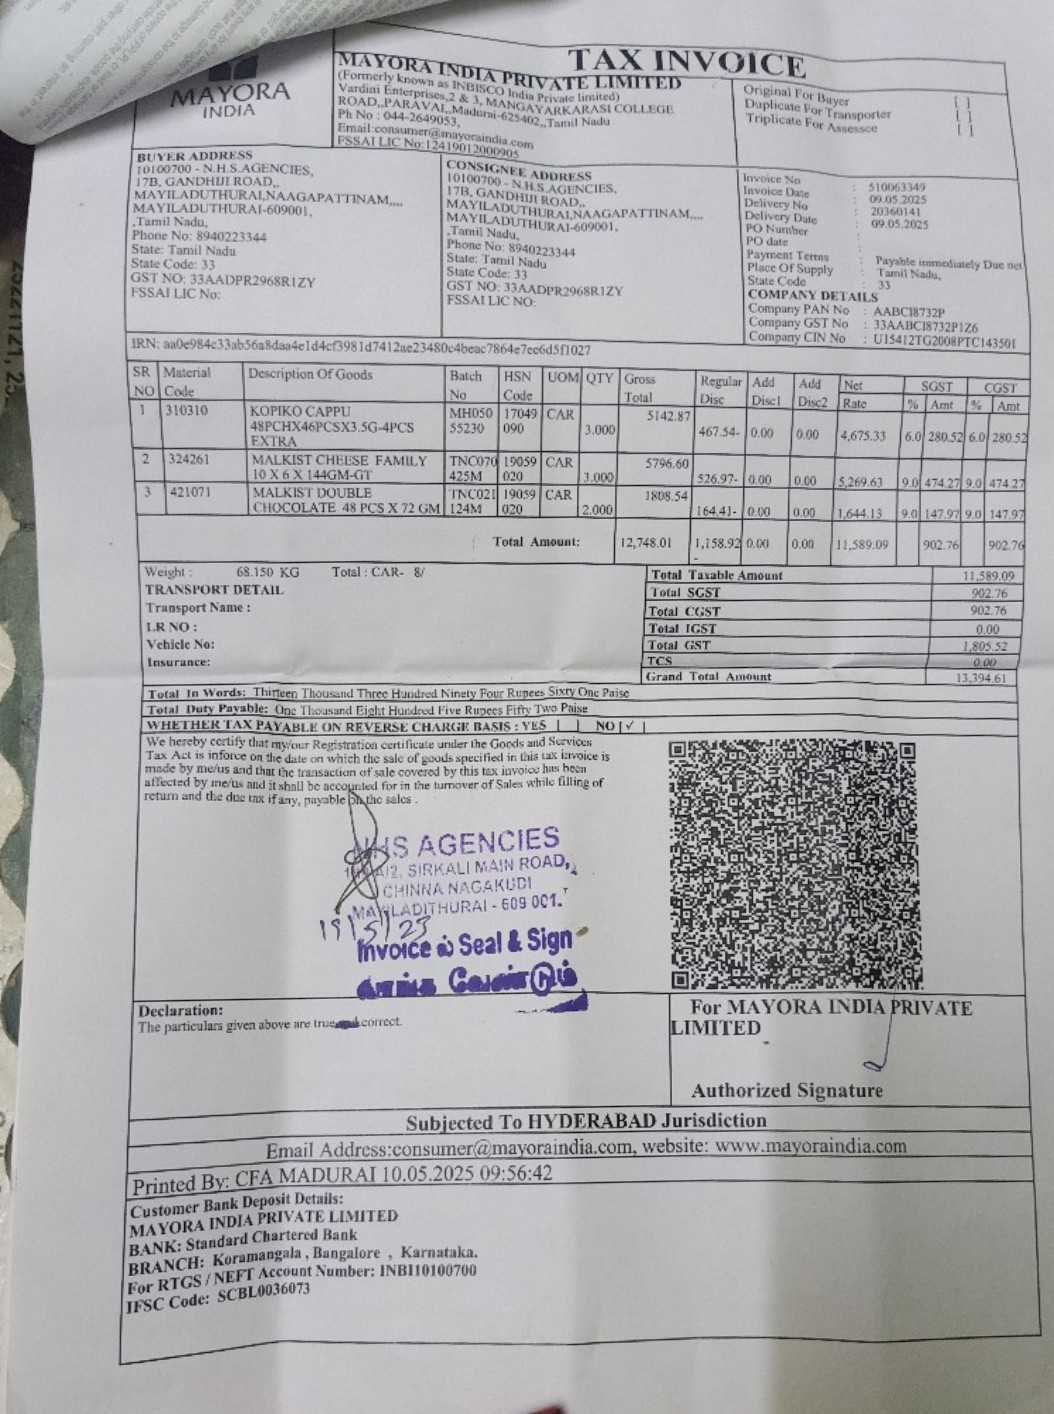 TAX INVOICE
MAYORA
INDIA
MAYORA INDIA PRIVATE LIMITED
(Formerly known as INBISCO India Private limited)
Vardini Enterprises,2 & 3, MANGAYARKARASI COLLEGE
ROAD,,PARAVAI,,Madurai-625402,,Tamil Nadu
Ph No : 044-2649053,
Email:consumer@mayoraindia.com
FSSAI LIC No:12419012000905
Original For Buyer [ ]
Duplicate For Transporter [ ]
Triplicate For Assessee [ ]
BUYER ADDRESS
10100700 - N.H.S.AGENCIES,
17B, GANDHIJI ROAD,,
MAYILADUTHURAI,NAAGAPATTINAM,,,,
MAYILADUTHURAI-609001,
,Tamil Nadu,
Phone No: 8940223344
State: Tamil Nadu
State Code: 33
GST NO: 33AADPR2968R1ZY
FSSAI LIC No:
CONSIGNEE ADDRESS
10100700 - N.H.S.AGENCIES,
17B, GANDHIJI ROAD,,
MAYILADUTHURAI,NAAGAPATTINAM,,,,
MAYILADUTHURAI-609001,
,Tamil Nadu,
Phone No: 8940223344
State: Tamil Nadu
State Code: 33
GST NO: 33AADPR2968R1ZY
FSSAI LIC NO:
Invoice No : 510063349
Invoice Date : 09.05.2025
Delivery No : 20360141
Delivery Date : 09.05.2025
PO Number :
PO date :
Payment Terms : Payable immediately Due net
Place Of Supply : Tamil Nadu,
State Code : 33
COMPANY DETAILS
Company PAN No : AABCI8732P
Company GST No : 33AABCI8732P1Z6
Company CIN No : U15412TG2008PTC143501
IRN: aa0e984c33ab56a8daa4e1d4cf3981d7412ae23480c4beac7864e7ec6d5f1027
SR NO Material Code Description Of Goods Batch No HSN Code UOM QTY Gross Total Regular Disc Add Disc1 Add Disc2 Net Rate SGST % Amt CGST % Amt
1 310310 KOPIKO CAPPU MH050 17049 CAR 5142.87
48PCHX46PCSX3.5G-4PCS 55230 090 3.000 467.54- 0.00 0.00 4,675.33 6.0 280.52 6.0 280.52
EXTRA
2 324261 MALKIST CHEESE FAMILY TNC070 19059 CAR 5796.60
10 X 6 X 144GM-GT 425M 020 3.000 526.97- 0.00 0.00 5,269.63 9.0 474.27 9.0 474.27
3 421071 MALKIST DOUBLE TNC021 19059 CAR 1808.54
CHOCOLATE 48 PCS X 72 GM 124M 020 2.000 164.41- 0.00 0.00 1,644.13 9.0 147.97 9.0 147.97
Total Amount: 12,748.01 1,158.92- 0.00 0.00 11,589.09 902.76 902.76
Weight : 68.150 KG Total : CAR- 8/
TRANSPORT DETAIL
Transport Name :
LR NO :
Vehicle No:
Insurance:
Total Taxable Amount 11,589.09
Total SGST 902.76
Total CGST 902.76
Total IGST 0.00
Total GST 1,805.52
TCS 0.00
Grand Total Amount 13,394.61
Total In Words: Thirteen Thousand Three Hundred Ninety Four Rupees Sixty One Paise
Total Duty Payable: One Thousand Eight Hundred Five Rupees Fifty Two Paise
WHETHER TAX PAYABLE ON REVERSE CHARGE BASIS : YES | | NO |✓ |
We hereby certify that my/our Registration certificate under the Goods and Services
Tax Act is inforce on the date on which the sale of goods specified in this tax invoice is
made by me/us and that the transaction of sale covered by this tax invoice has been
affected by me/us and it shall be accounted for in the turnover of Sales while filling of
return and the due tax if any, payable on the sales .
NHS AGENCIES
SIRKALI MAIN ROAD,
CHINNA NAGAKUDI
MAYILADITHURAI - 609 001.
Invoice ல் Seal & Sign
Declaration:
The particulars given above are true and correct.
For MAYORA INDIA PRIVATE
LIMITED
Authorized Signature
Subjected To HYDERABAD Jurisdiction
Email Address:consumer@mayoraindia.com, website: www.mayoraindia.com
Printed By: CFA MADURAI 10.05.2025 09:56:42
Customer Bank Deposit Details:
MAYORA INDIA PRIVATE LIMITED
BANK: Standard Chartered Bank
BRANCH: Koramangala , Bangalore , Karnataka.
For RTGS / NEFT Account Number: INBI10100700
IFSC Code: SCBL0036073